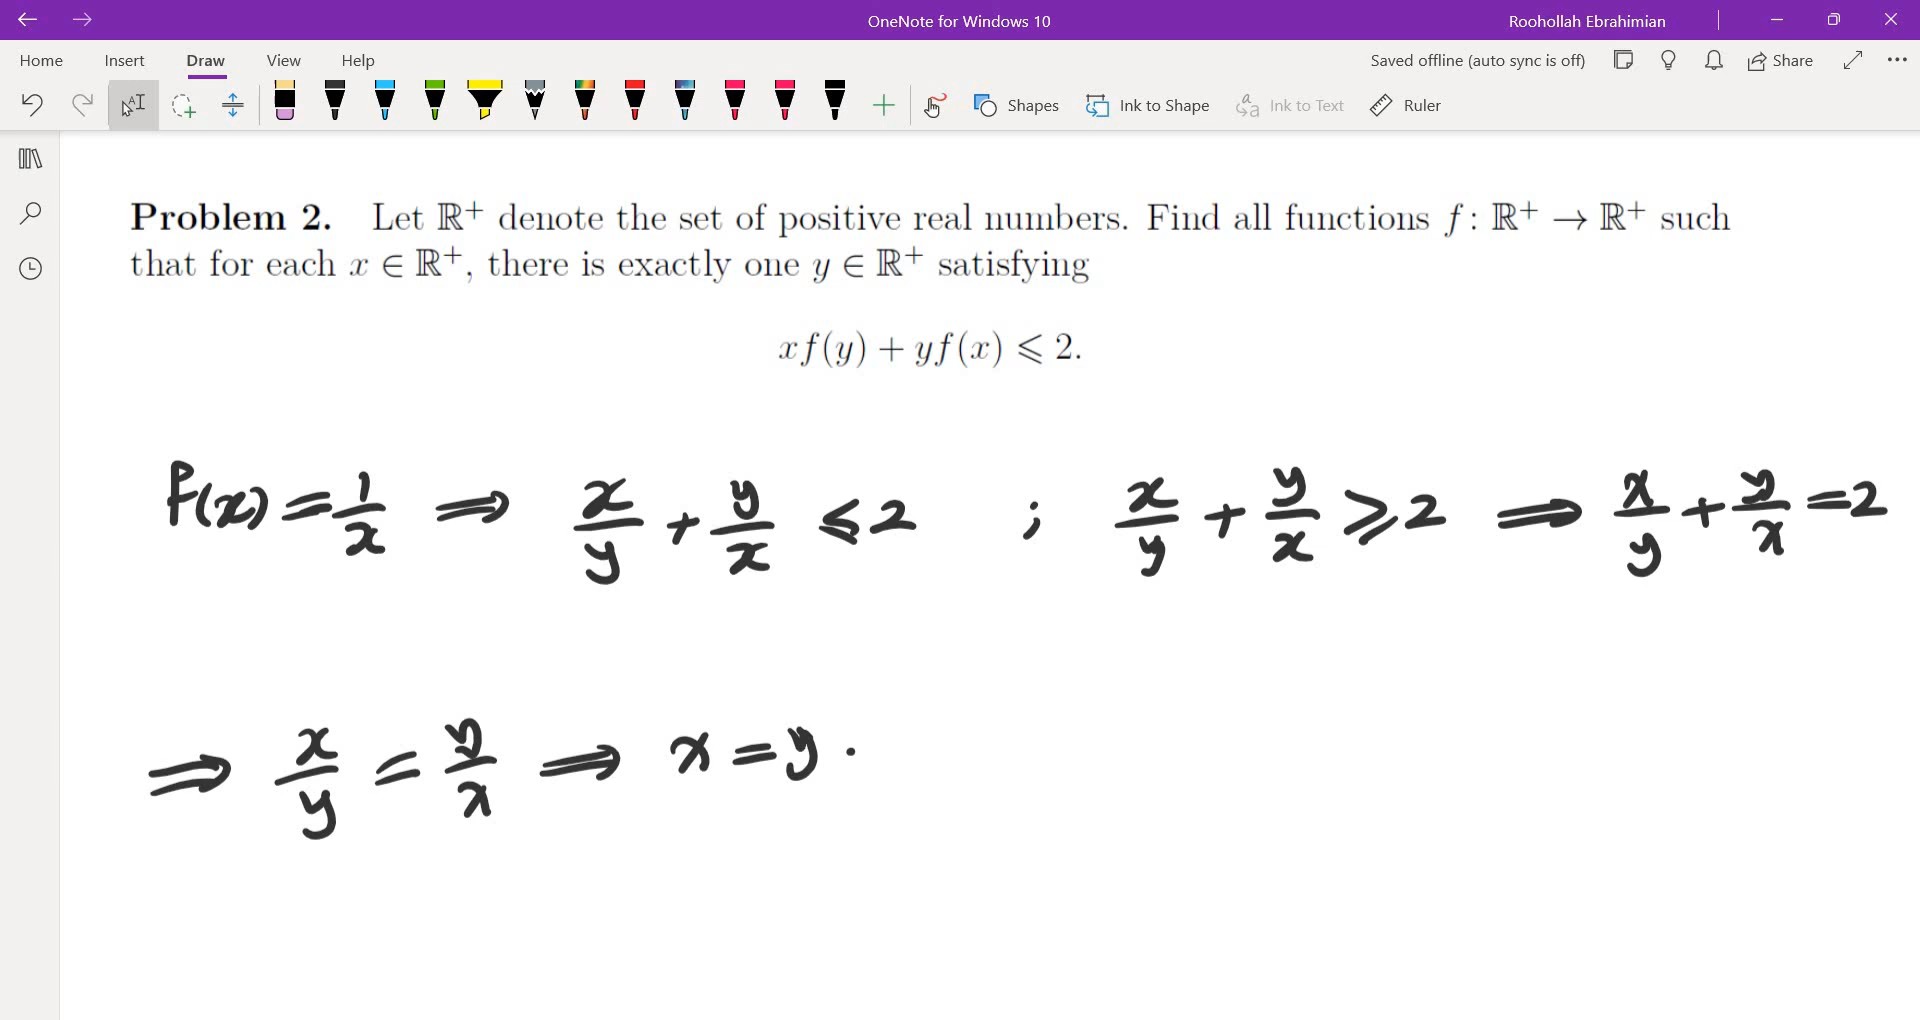 OneNote for Windows 10
Roohollah Ebrahimian
Home Insert Draw View Help
Saved offline (auto sync is off) Share
Shapes Ink to Shape Ink to Text Ruler
Problem 2. Let ℝ⁺ denote the set of positive real numbers. Find all functions f: ℝ⁺ → ℝ⁺ such
that for each x ∈ ℝ⁺, there is exactly one y ∈ ℝ⁺ satisfying
xf(y) + yf(x) ⩽ 2.
f(x) = 1/x ⟹ x/y + y/x ⩽ 2 ; x/y + y/x ⩾ 2 ⟹ x/y + y/x = 2
⟹ x/y = y/x ⟹ x = y .